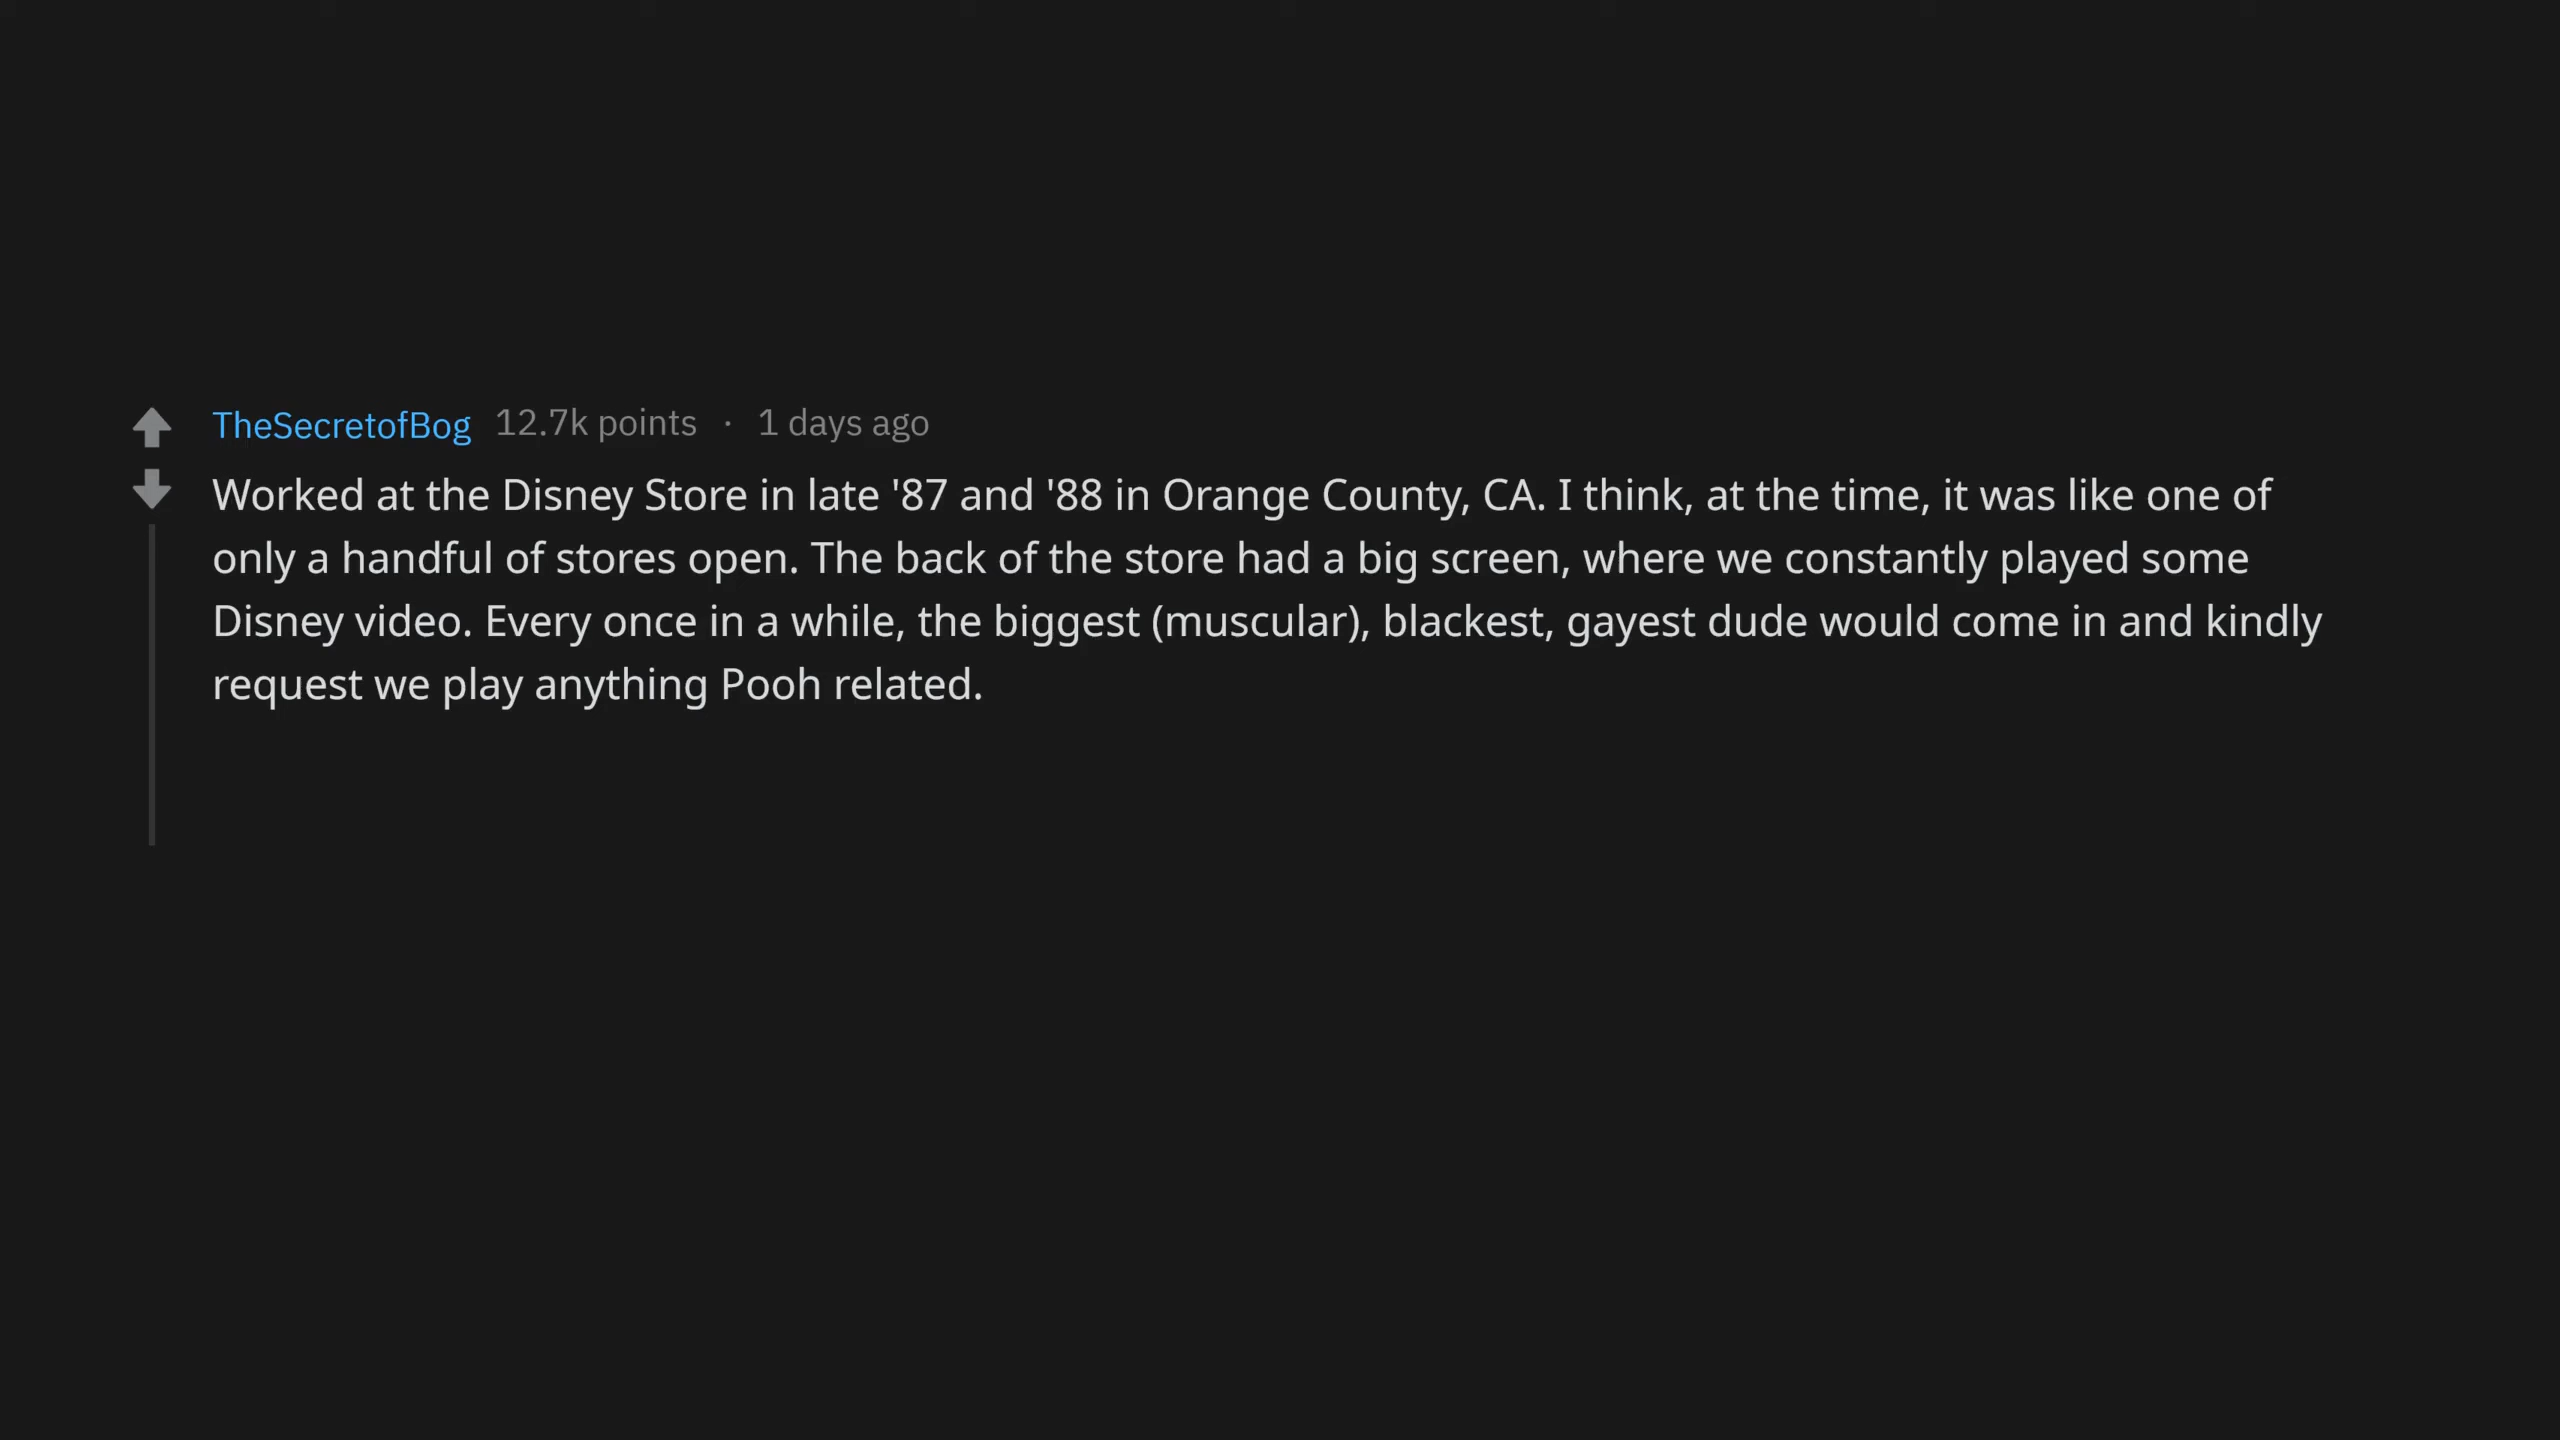 TheSecretofBog 12.7k points · 1 days ago
Worked at the Disney Store in late '87 and '88 in Orange County, CA. I think, at the time, it was like one of
only a handful of stores open. The back of the store had a big screen, where we constantly played some
Disney video. Every once in a while, the biggest (muscular), blackest, gayest dude would come in and kindly
request we play anything Pooh related.